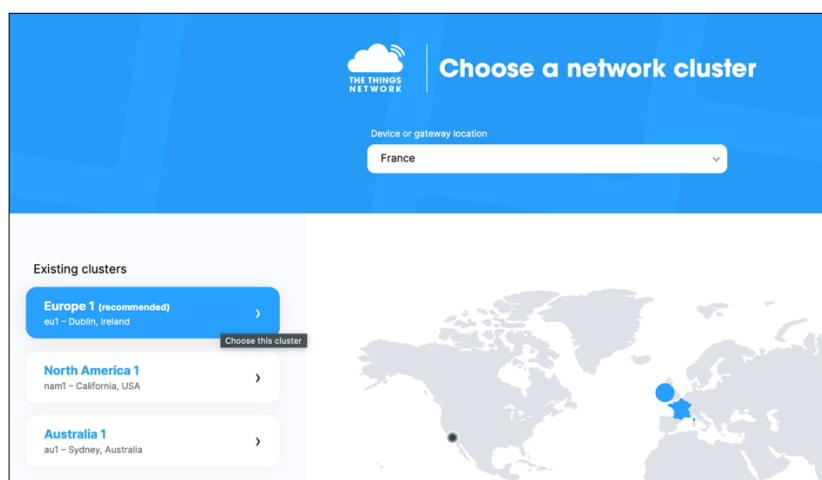 THE THINGS
NETWORK
Choose a network cluster
Device or gateway location
France
Existing clusters
Europe 1 (recommended)
eu1 – Dublin, Ireland
Choose this cluster
North America 1
nam1 – California, USA
Australia 1
au1 – Sydney, Australia